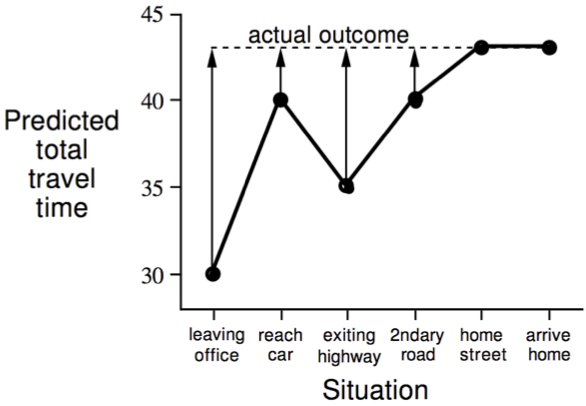 45
actual outcome
40
Predicted
total
travel
time
35
30
leaving
office
reach
car
exiting
highway
2ndary
road
home
street
arrive
home
Situation